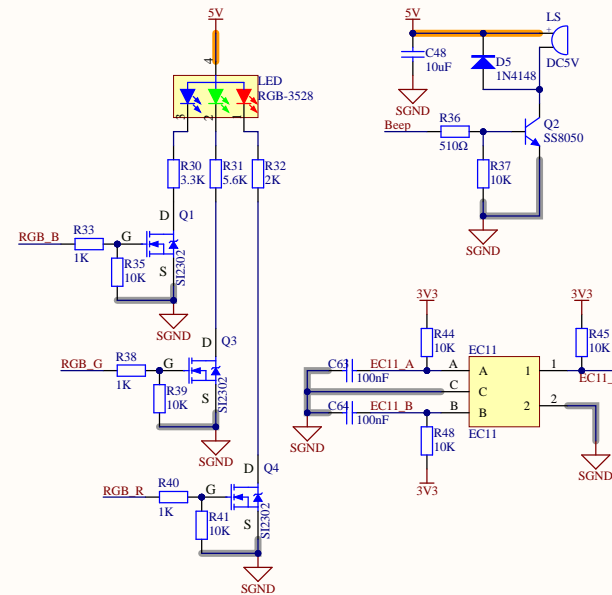 5V
4
LED
RGB-3528
3
2
1
R30
3.3K
R31
5.6K
R32
2K
D
Q1
RGB_B
R33
1K
G
R35
10K
S
SI2302
SGND
D
Q3
RGB_G
R38
1K
G
R39
10K
S
SI2302
SGND
D
Q4
RGB_R
R40
1K
G
R41
10K
S
SI2302
SGND
5V
LS
+
DC5V
C48
10uF
SGND
D5
1N4148
Beep
R36
510Ω
Q2
SS8050
R37
10K
SGND
3V3
3V3
R44
10K
R45
10K
EC11
C63
100nF
EC11_A
A
A
1
1
EC11_
C
C
C64
100nF
EC11_B
B
B
2
2
EC11
R48
10K
SGND
3V3
SGND